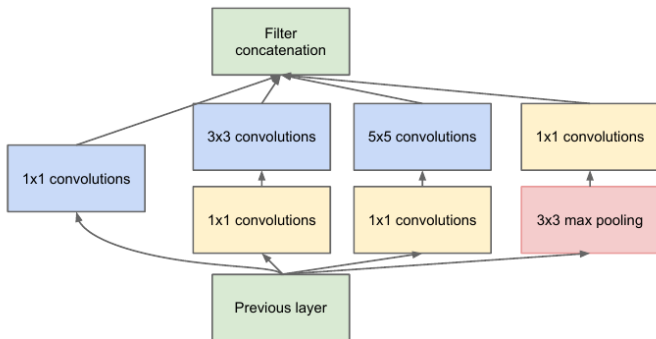 Filter
concatenation
3x3 convolutions
5x5 convolutions
1x1 convolutions
1x1 convolutions
1x1 convolutions
1x1 convolutions
3x3 max pooling
Previous layer